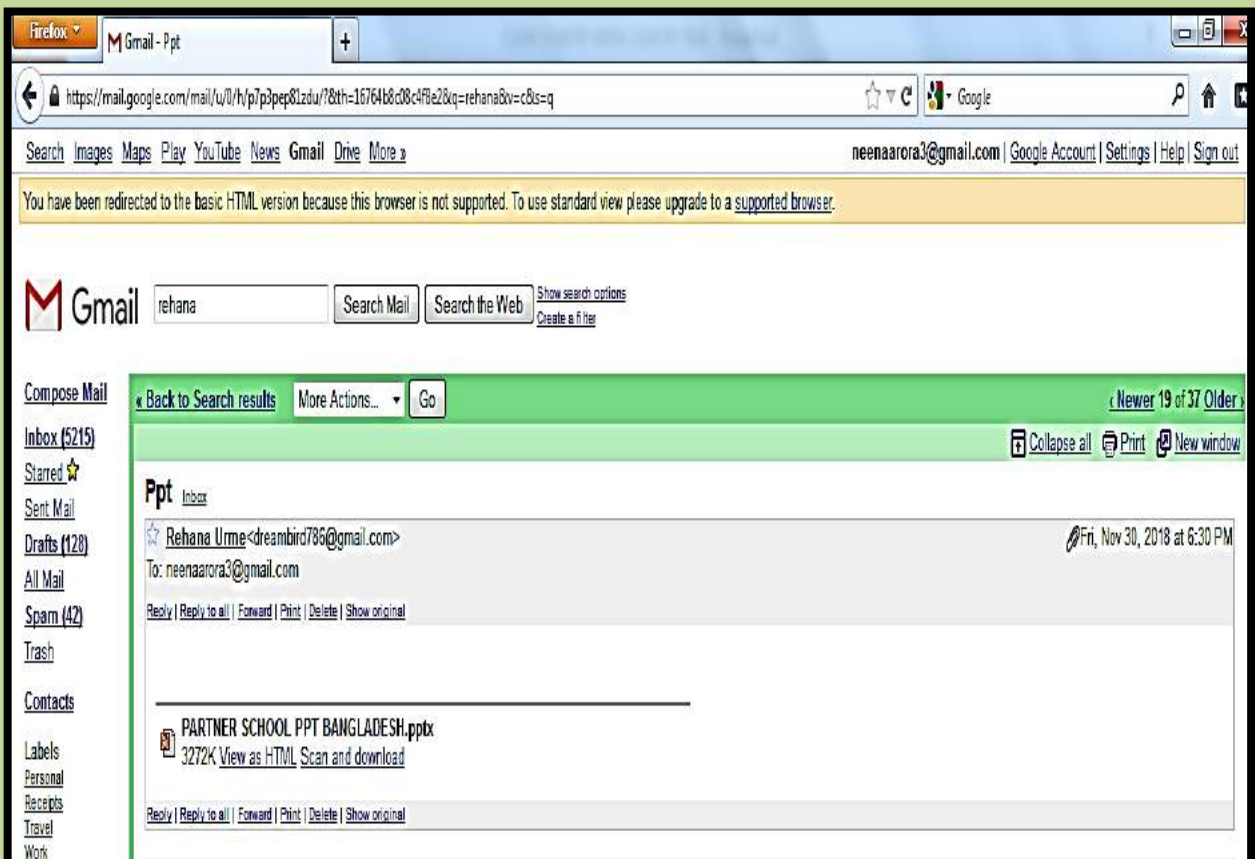 Firefox
Gmail - Ppt
https://mail.google.com/mail/u/0/h/p7p3pep81zdu/?&th=16764b8c08c4f8e2&q=rehana&v=c&s=q
Google
Search Images Maps Play YouTube News Gmail Drive More »
neenaarora3@gmail.com | Google Account | Settings | Help | Sign out
You have been redirected to the basic HTML version because this browser is not supported. To use standard view please upgrade to a supported browser.
Gmail
rehana
Search Mail
Search the Web
Show search options
Create a filter
Compose Mail
Inbox (5215)
Starred
Sent Mail
Drafts (128)
All Mail
Spam (42)
Trash
Contacts
Labels
Personal
Receipts
Travel
Work
« Back to Search results More Actions... Go
‹ Newer 19 of 37 Older ›
Collapse all Print New window
Ppt Inbox
Rehana Urme<dreambird786@gmail.com>
Fri, Nov 30, 2018 at 6:30 PM
To: neenaarora3@gmail.com
Reply | Reply to all | Forward | Print | Delete | Show original
PARTNER SCHOOL PPT BANGLADESH.pptx
3272K View as HTML Scan and download
Reply | Reply to all | Forward | Print | Delete | Show original